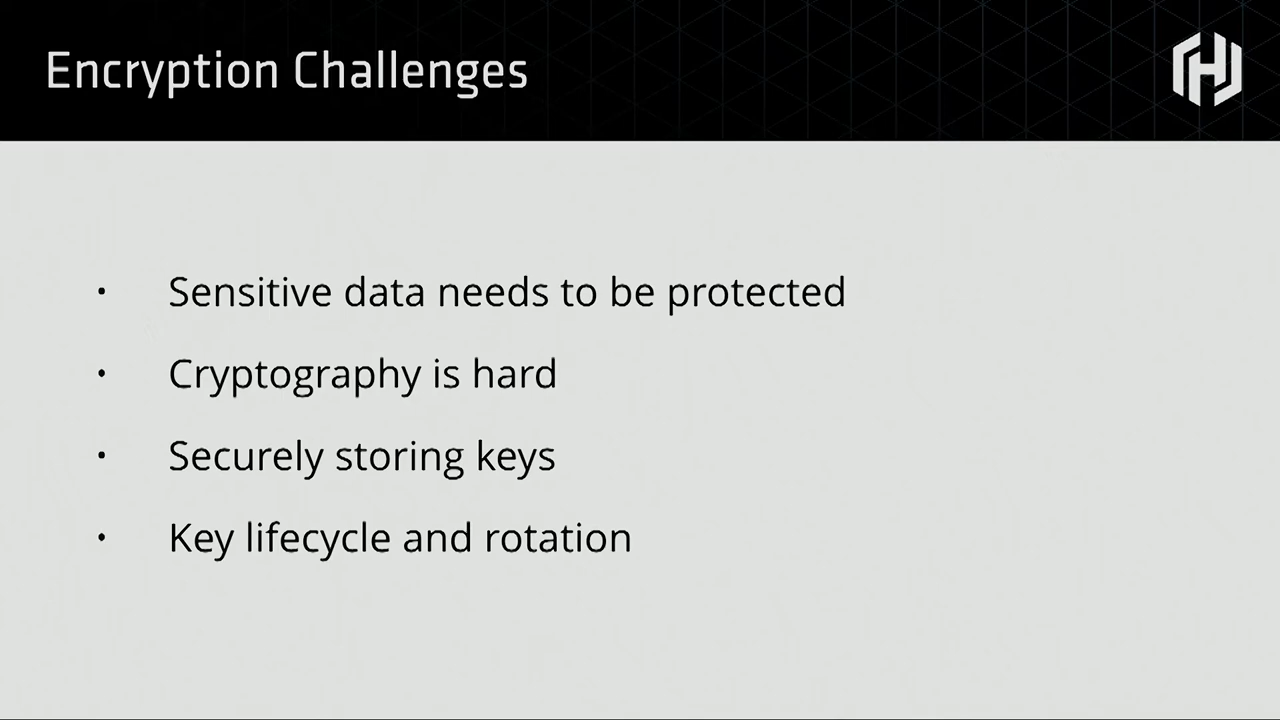 Encryption Challenges
· Sensitive data needs to be protected
· Cryptography is hard
· Securely storing keys
· Key lifecycle and rotation